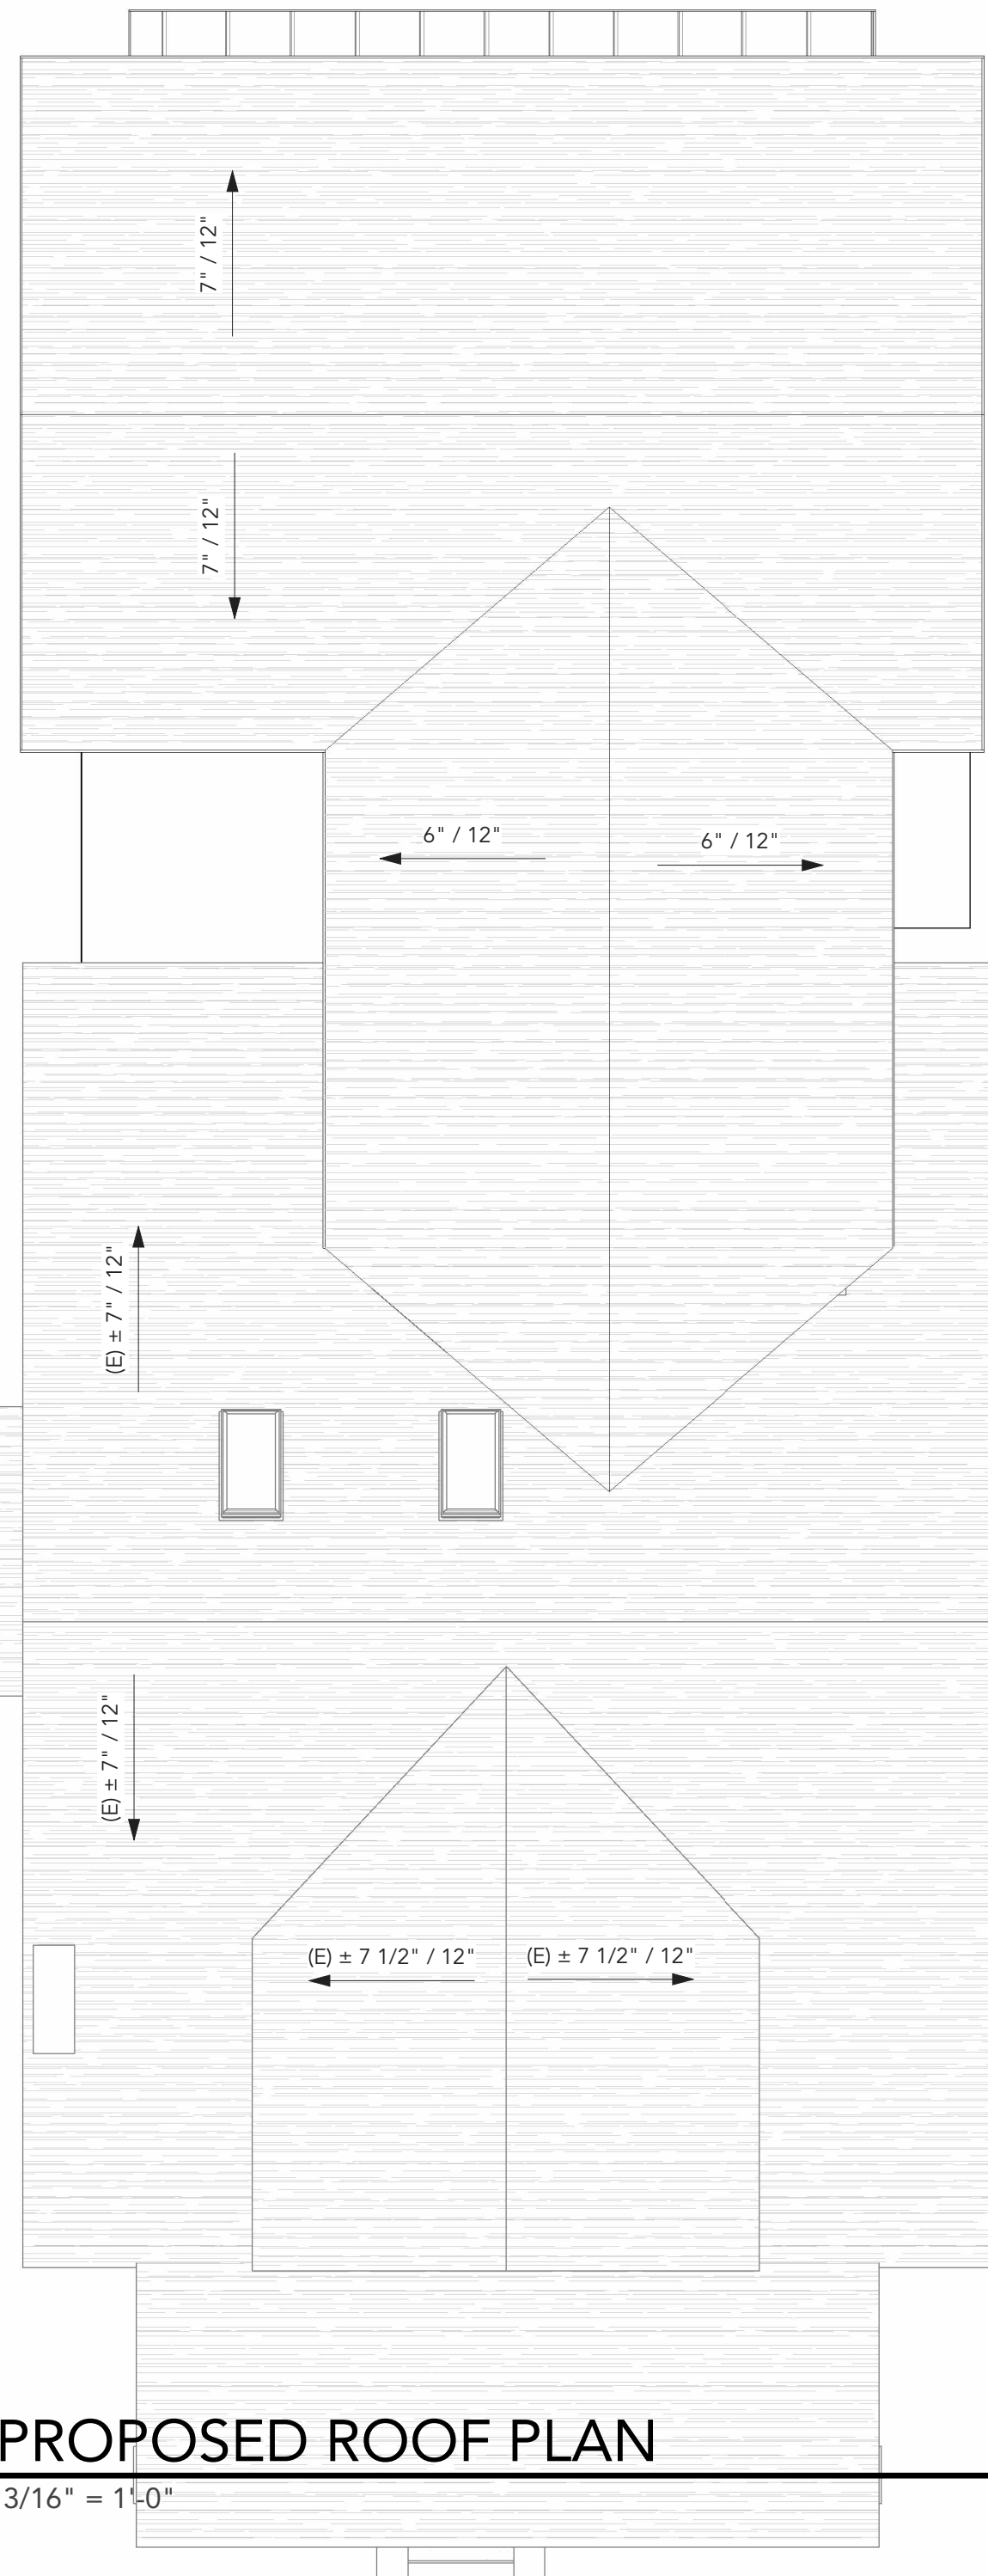 7" / 12"
7" / 12"
6" / 12"
6" / 12"
(E) ± 7" / 12"
(E) ± 7" / 12"
(E) ± 7 1/2" / 12"
(E) ± 7 1/2" / 12"
PROPOSED ROOF PLAN
3/16" = 1'-0"